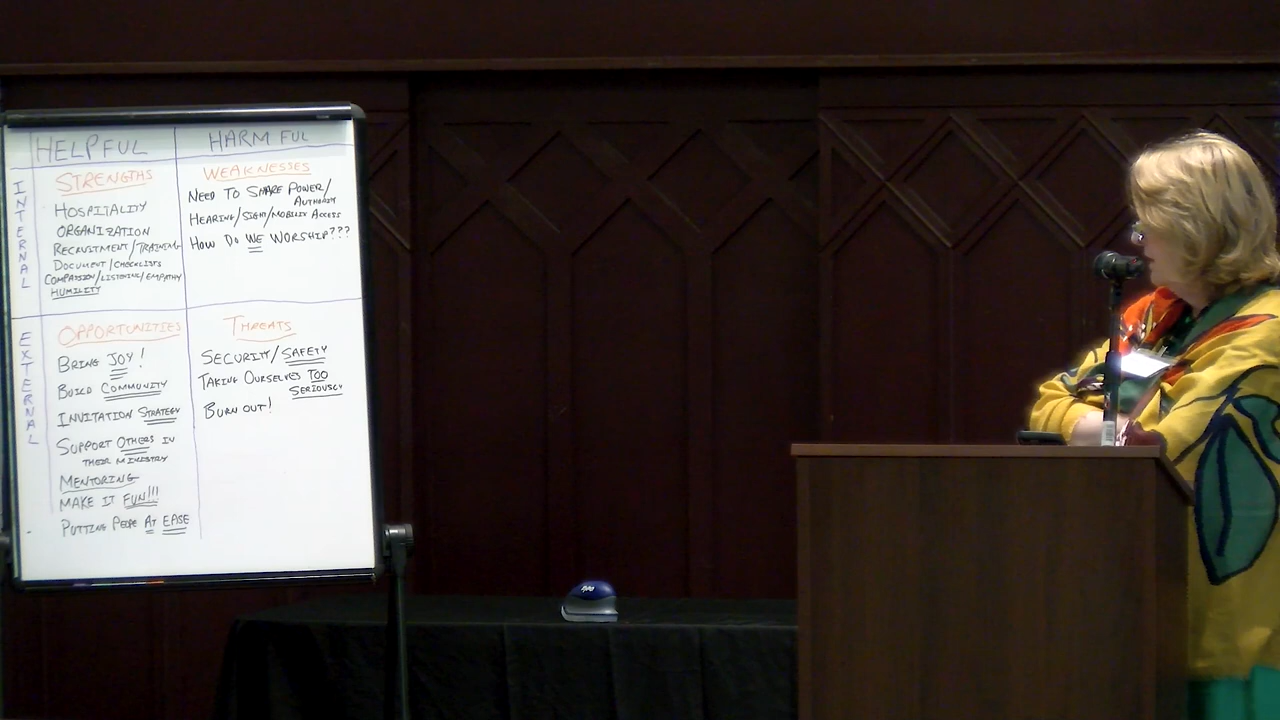 HELPFUL
HARMFUL
INTERNAL
STRENGTHS
HOSPITALITY
ORGANIZATION
RECRUITMENT/TRAINING
DOCUMENT/CHECKLISTS
COMPASSION/LISTENING/EMPATHY
HUMILITY
WEAKNESSES
NEED TO SHARE POWER/
AUTHORITY
HEARING/SIGHT/MOBILITY ACCESS
HOW DO WE WORSHIP???
EXTERNAL
OPPORTUNITIES
BRING JOY!
BUILD COMMUNITY
INVITATION STRATEGY
SUPPORT OTHERS IN
THEIR MINISTRY
MENTORING
MAKE IT FUN!!!
PUTTING PEOPLE AT EASE
THREATS
SECURITY/SAFETY
TAKING OURSELVES TOO
SERIOUSLY
BURN OUT!